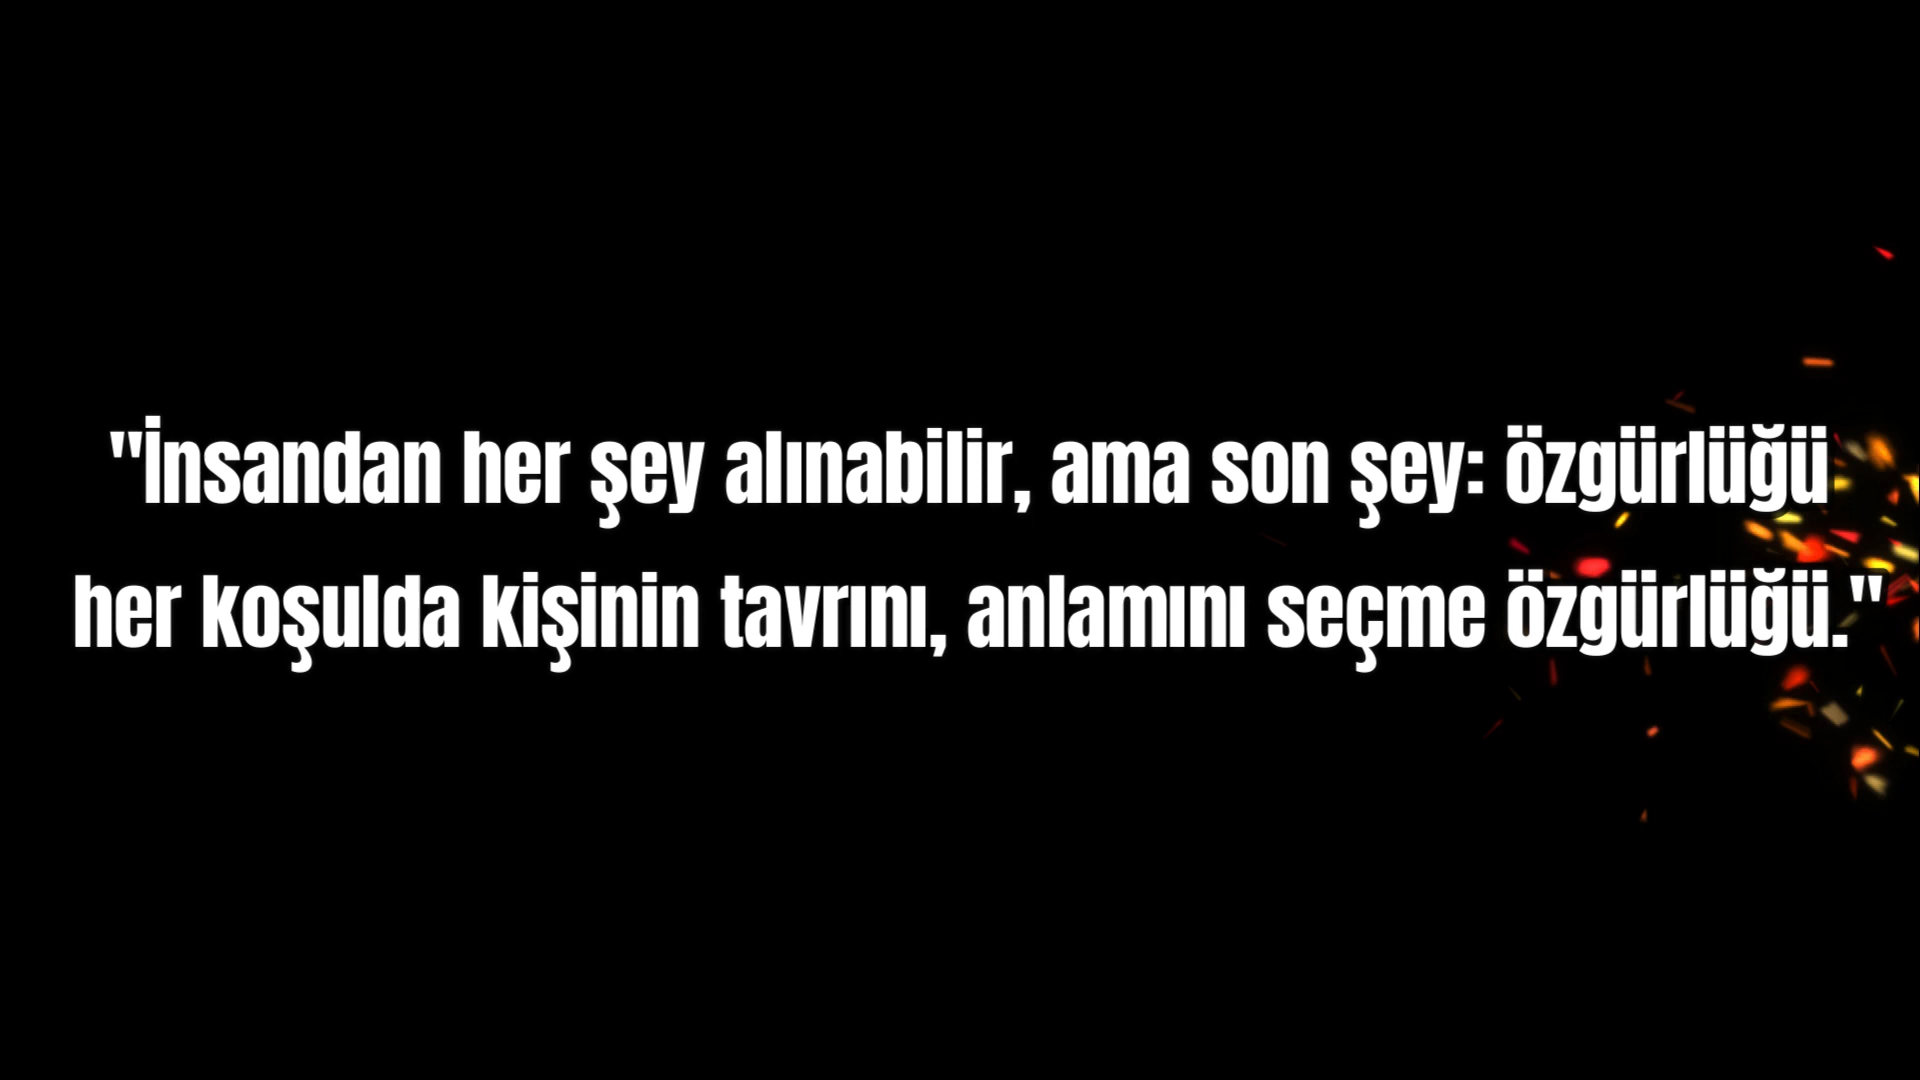 "İnsandan her şey alınabilir, ama son şey: özgürlüğü
her koşulda kişinin tavrını, anlamını seçme özgürlüğü."